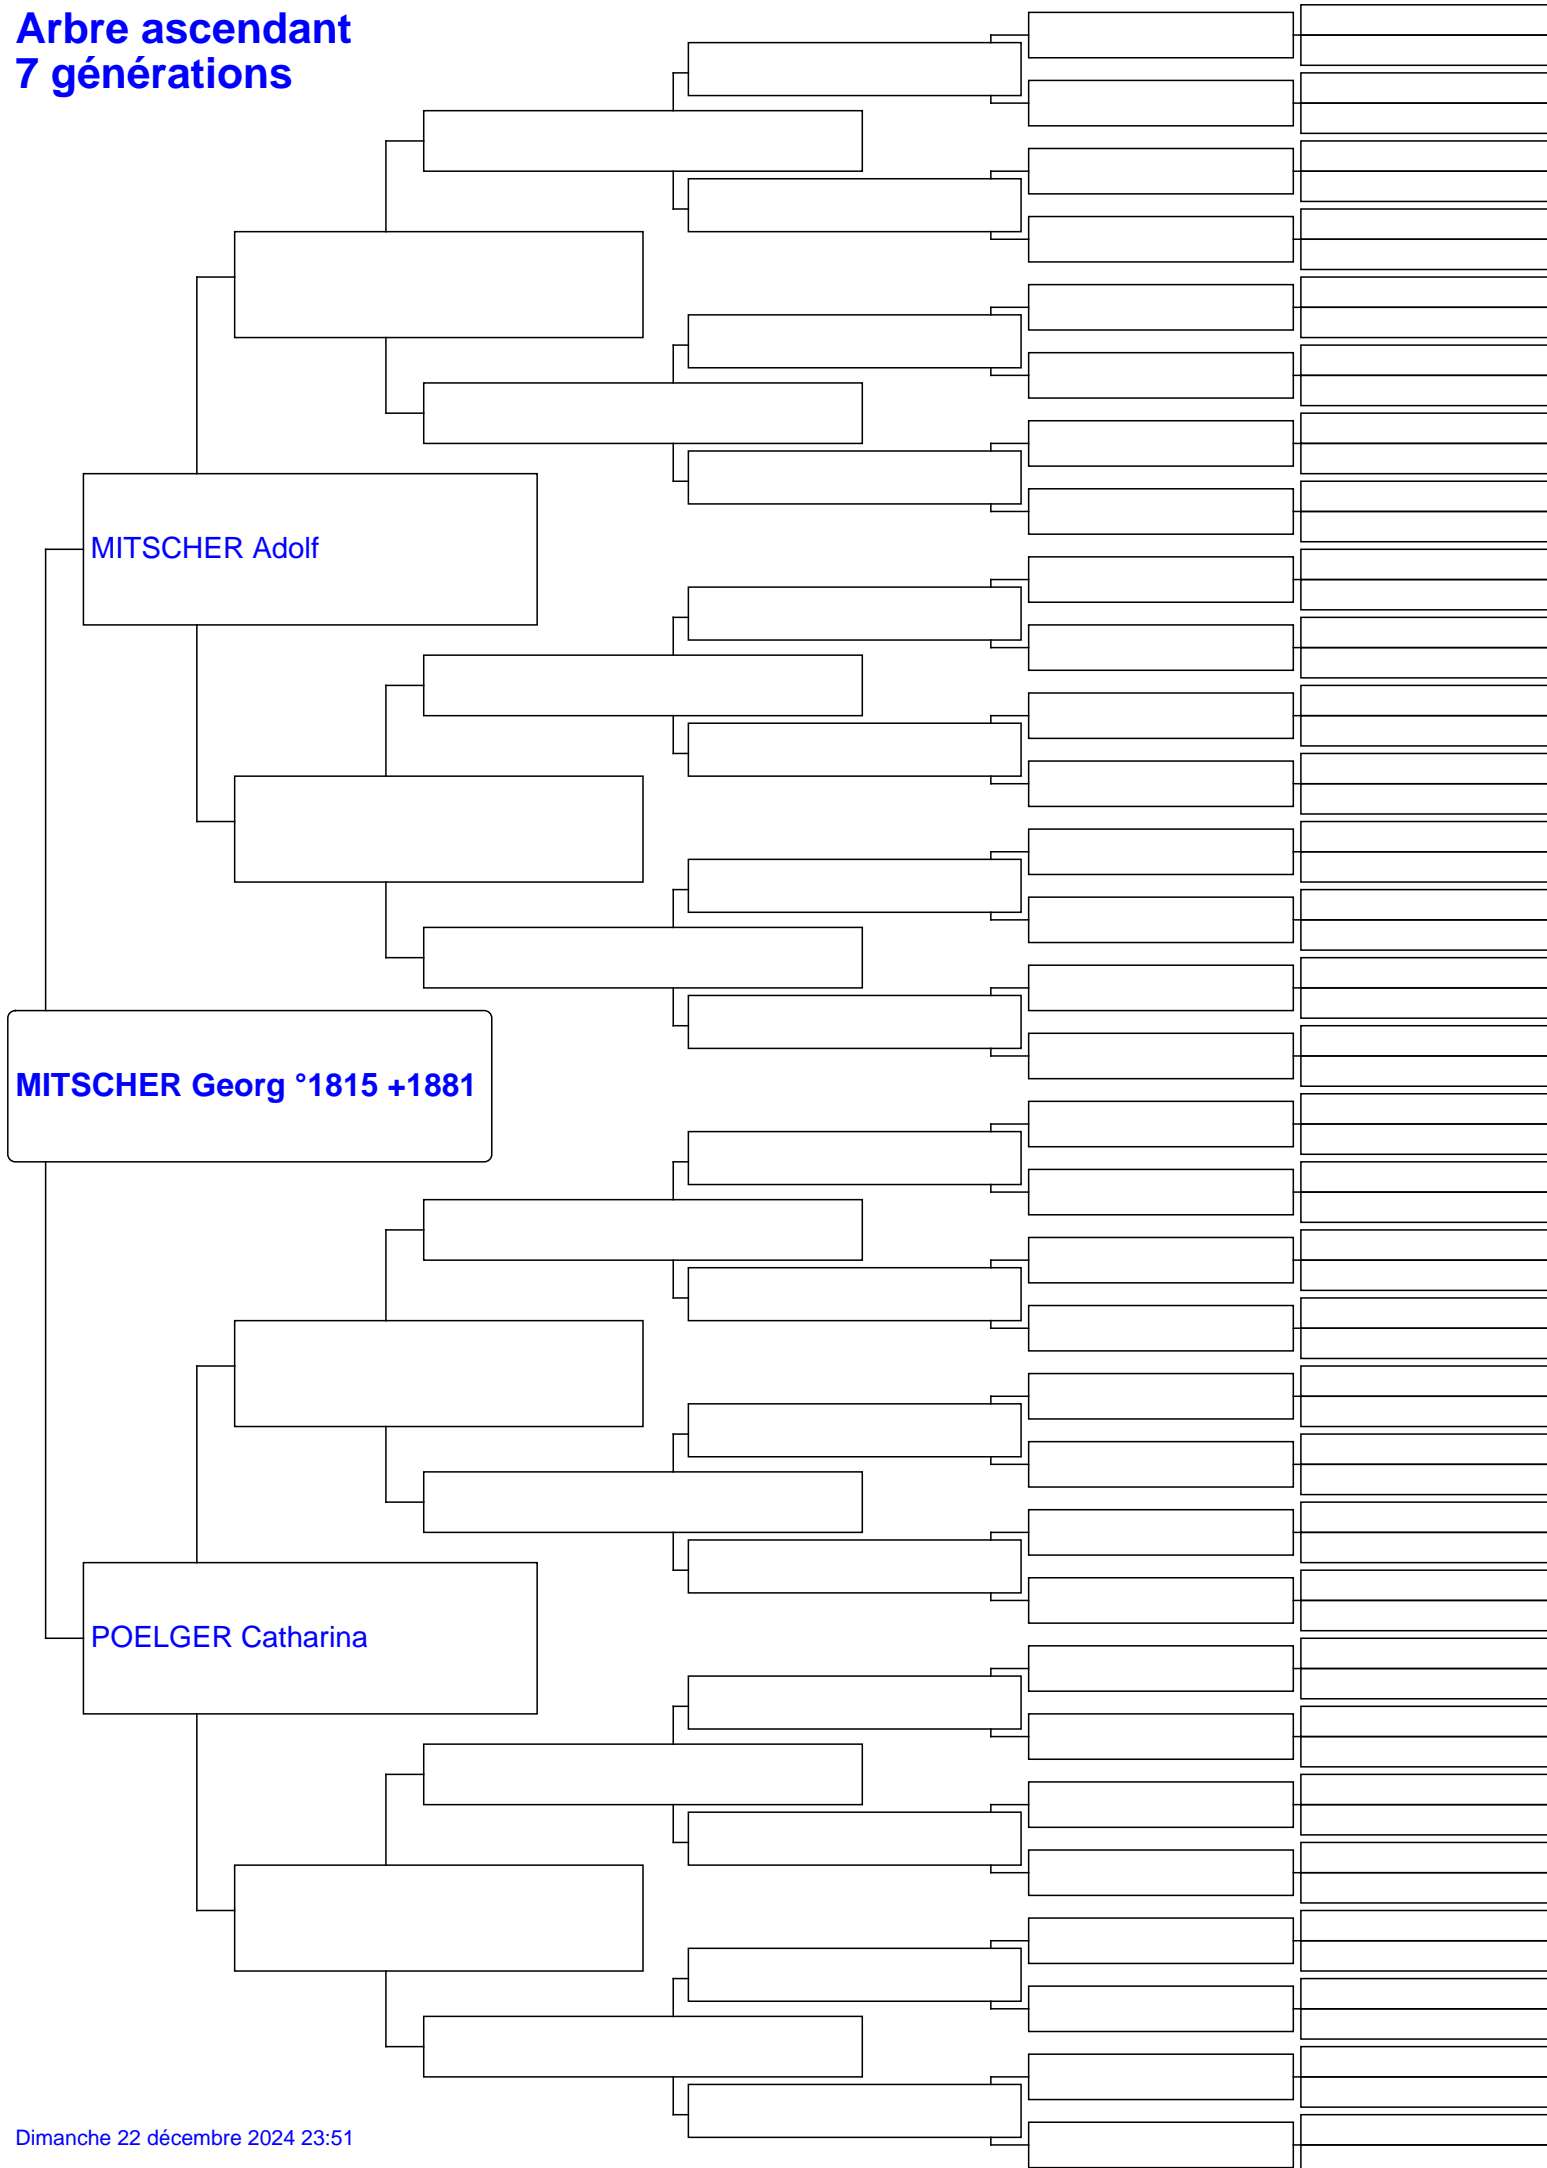 Arbre ascendant
7 générations
MITSCHER Adolf
MITSCHER Georg °1815 +1881
POELGER Catharina
Dimanche 22 décembre 2024 23:51